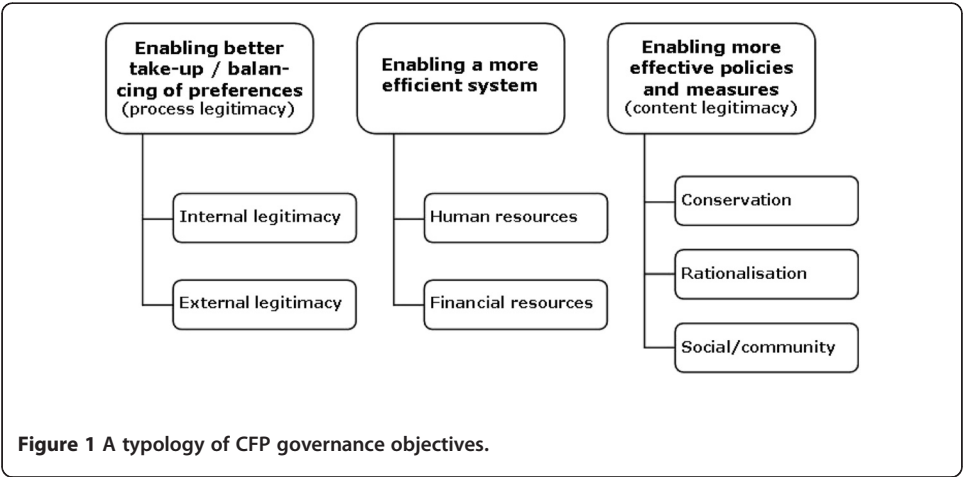 Enabling better
take-up / balan-
cing of preferences
(process legitimacy)
Internal legitimacy
External legitimacy
Enabling a more
efficient system
Human resources
Financial resources
Enabling more
effective policies
and measures
(content legitimacy)
Conservation
Rationalisation
Social/community
Figure 1 A typology of CFP governance objectives.